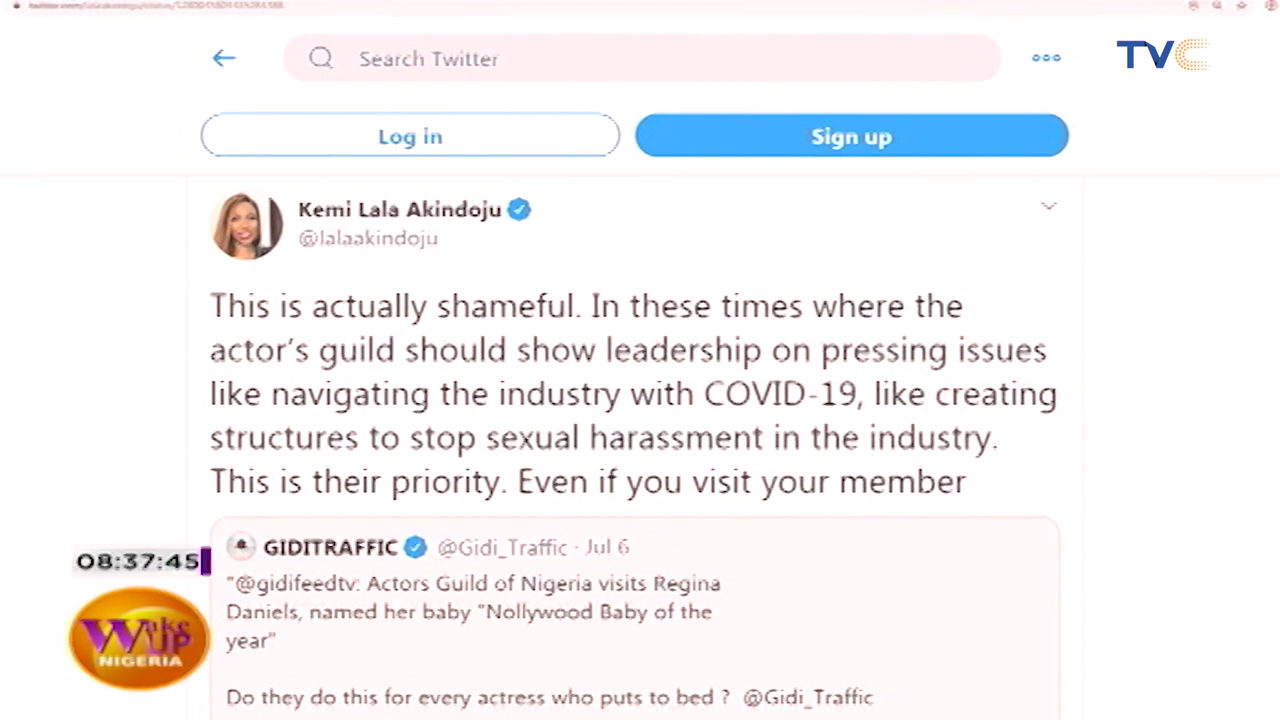 TVC
Search Twitter
Log in
Sign up
Kemi Lala Akindoju
@lalaakindoju
This is actually shameful. In these times where the
actor's guild should show leadership on pressing issues
like navigating the industry with COVID-19, like creating
structures to stop sexual harassment in the industry.
This is their priority. Even if you visit your member
GIDITRAFFIC @Gidi_Traffic · Jul 6
"@gidifeedtv: Actors Guild of Nigeria visits Regina
Daniels, named her baby "Nollywood Baby of the
year"
Do they do this for every actress who puts to bed ? @Gidi_Traffic
08:37:45
Wake UP
NIGERIA